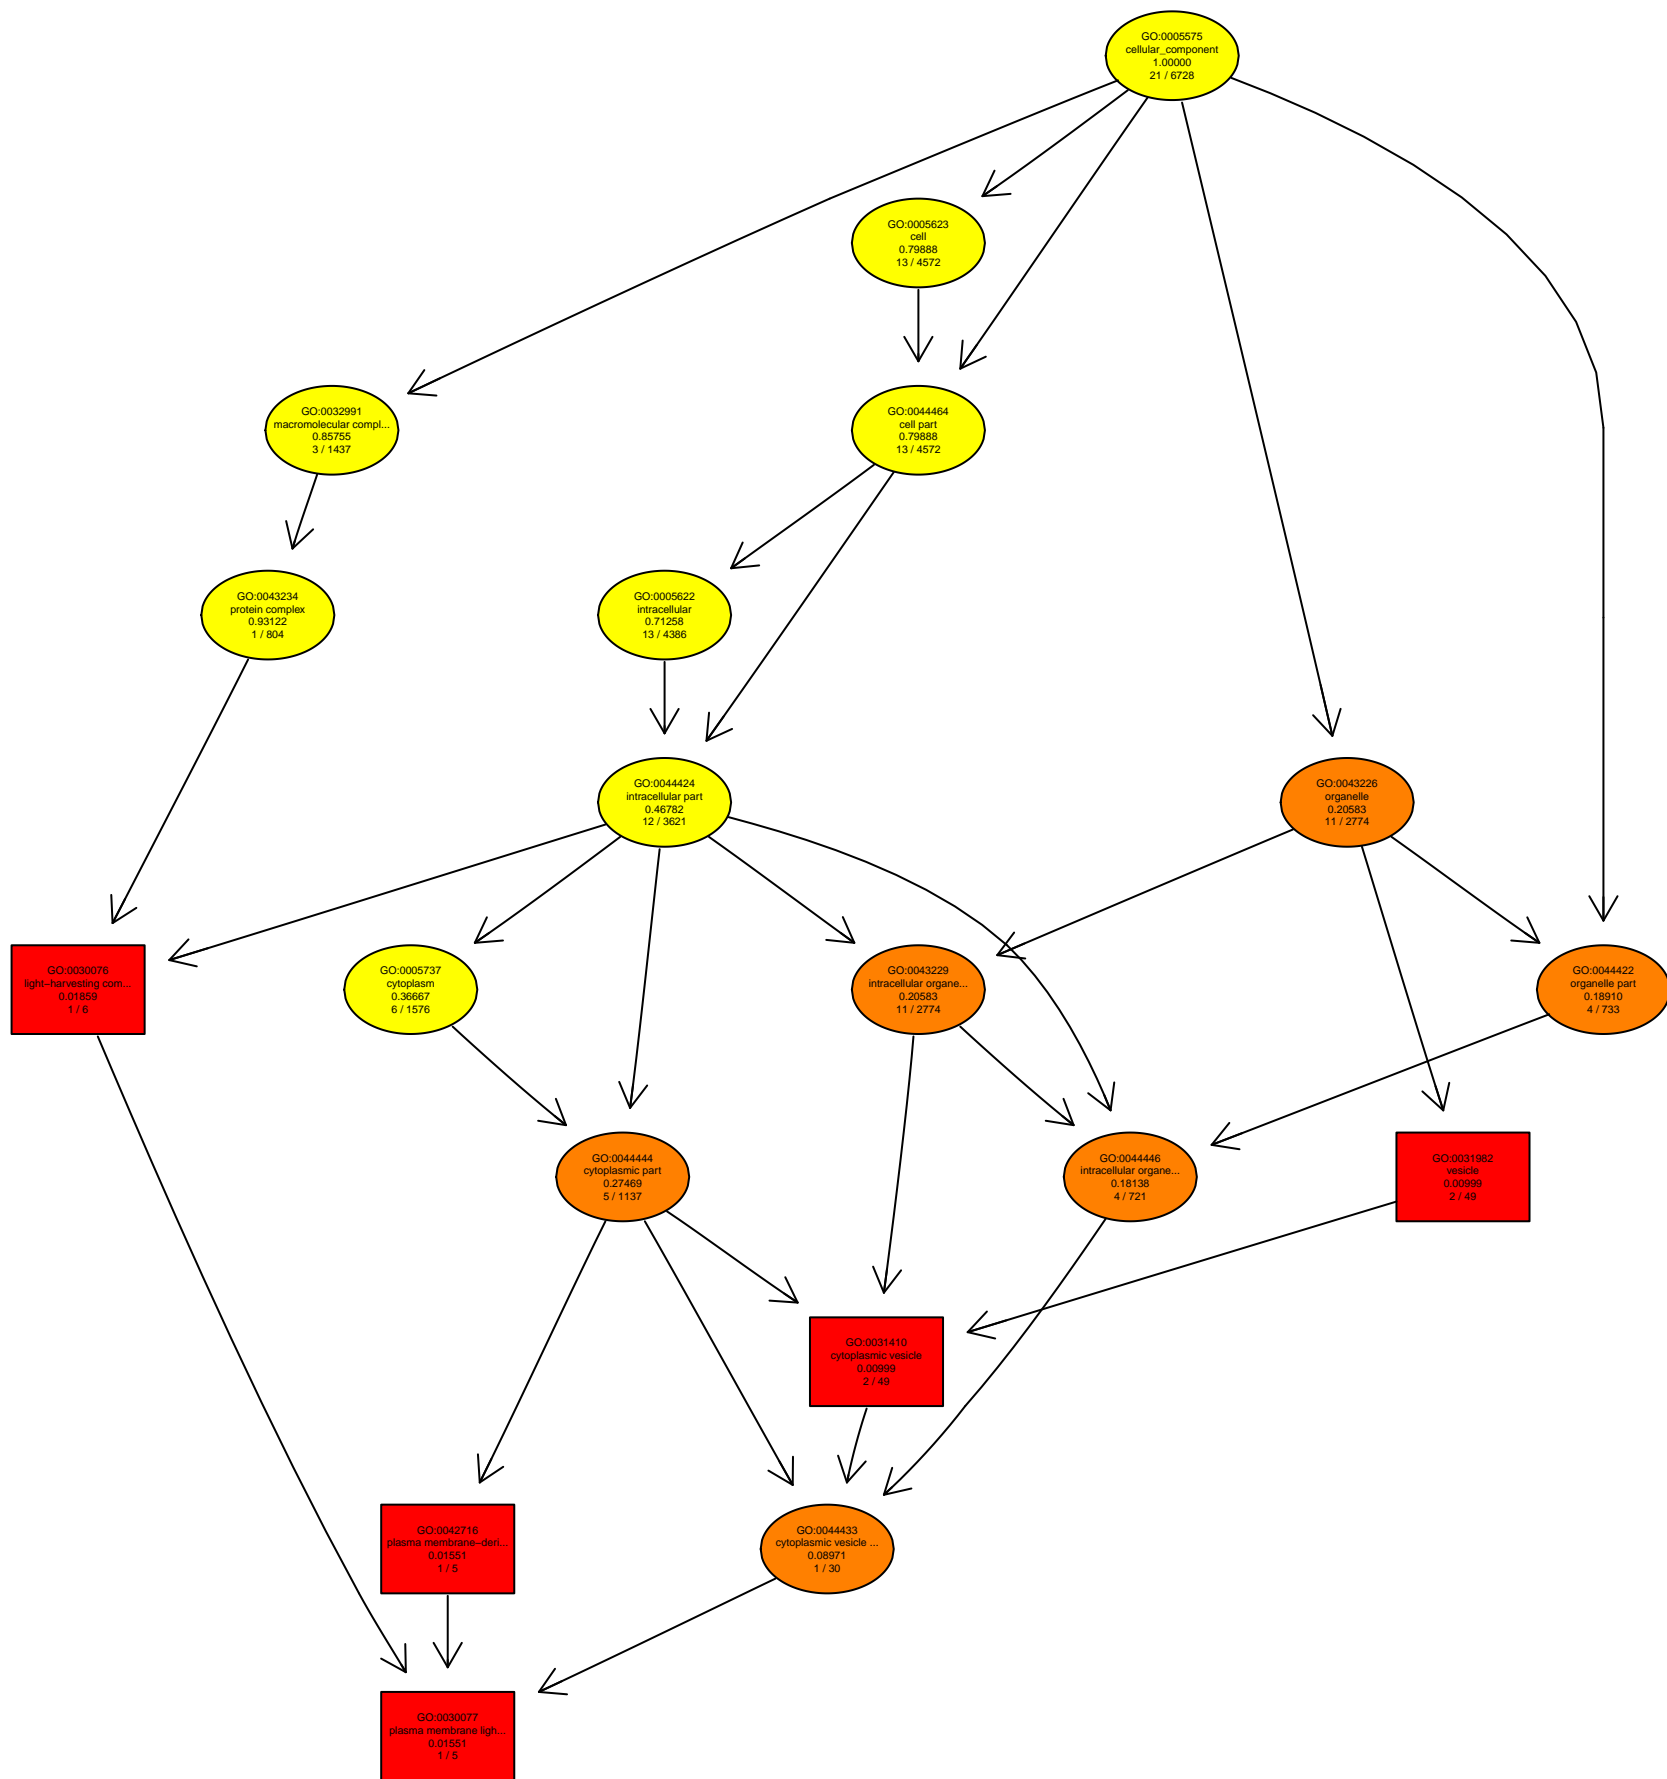 GO:0005575
cellular_component
1.00000
21 / 6728
GO:0005623
cell
0.79888
13 / 4572
GO:0032991
macromolecular compl...
0.85755
3 / 1437
GO:0044464
cell part
0.79888
13 / 4572
GO:0043234
protein complex
0.93122
1 / 804
GO:0005622
intracellular
0.71258
13 / 4386
GO:0044424
intracellular part
0.46782
12 / 3621
GO:0043226
organelle
0.20583
11 / 2774
GO:0030076
light−harvesting com...
0.01859
1 / 6
GO:0005737
cytoplasm
0.36667
6 / 1576
GO:0043229
intracellular organe...
0.20583
11 / 2774
GO:0044422
organelle part
0.18910
4 / 733
GO:0044444
cytoplasmic part
0.27469
5 / 1137
GO:0044446
intracellular organe...
0.18138
4 / 721
GO:0031982
vesicle
0.00999
2 / 49
GO:0031410
cytoplasmic vesicle
0.00999
2 / 49
GO:0042716
plasma membrane−deri...
0.01551
1 / 5
GO:0044433
cytoplasmic vesicle ...
0.08971
1 / 30
GO:0030077
plasma membrane ligh...
0.01551
1 / 5